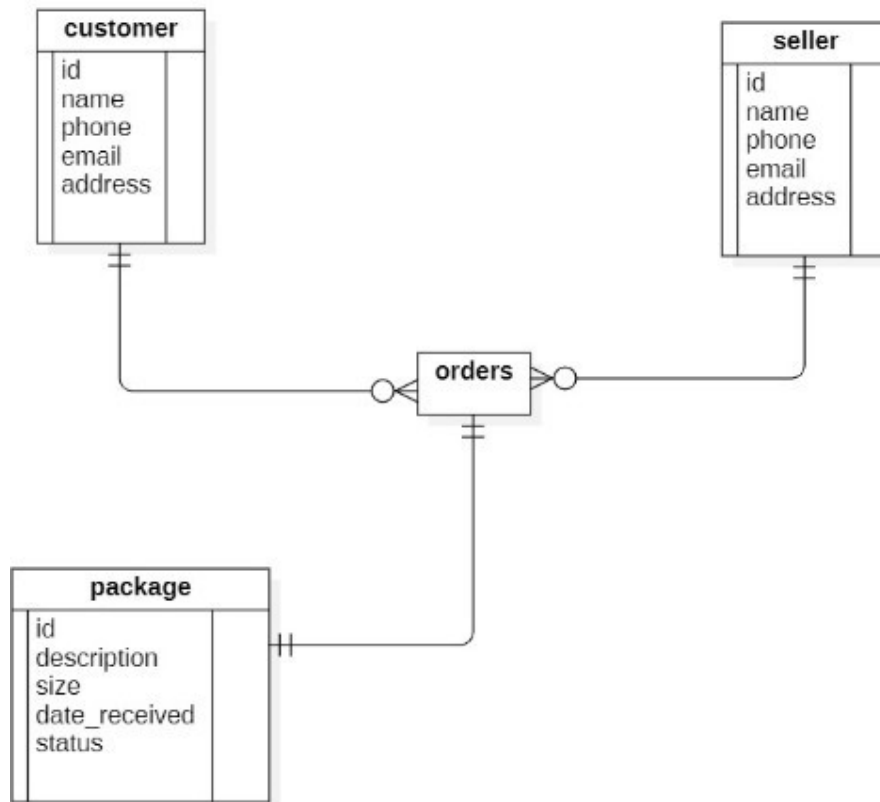 customer
id
name
phone
email
address
seller
id
name
phone
email
address
orders
package
id
description
size
date_received
status